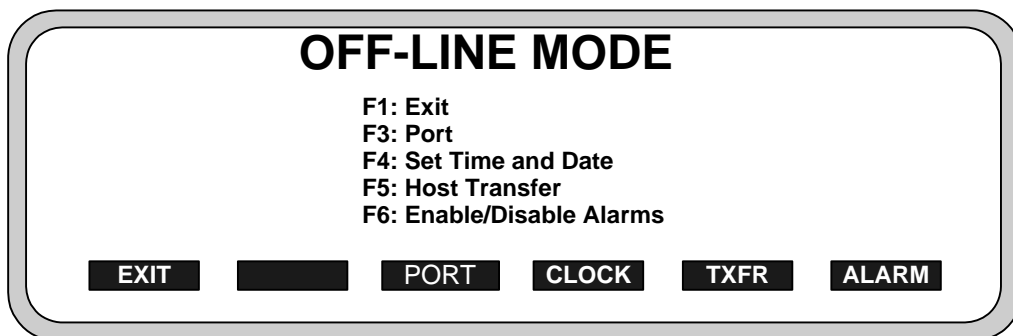 OFF-LINE MODE
F1: Exit
F3: Port
F4: Set Time and Date
F5: Host Transfer
F6: Enable/Disable Alarms
EXIT PORT CLOCK TXFR ALARM